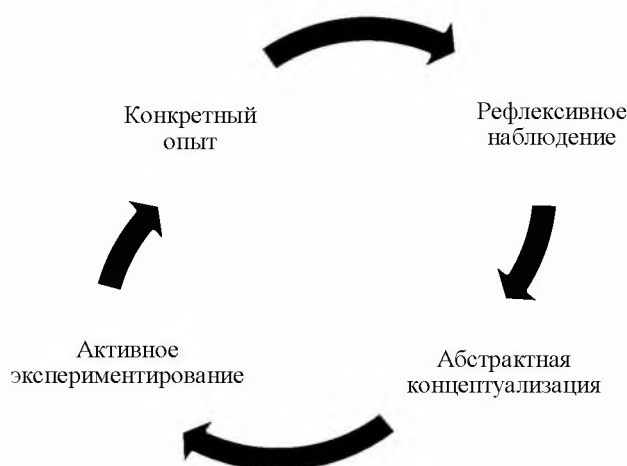 Конкретный
опыт
Рефлексивное
наблюдение
Абстрактная
концептуализация
Активное
экспериментирование